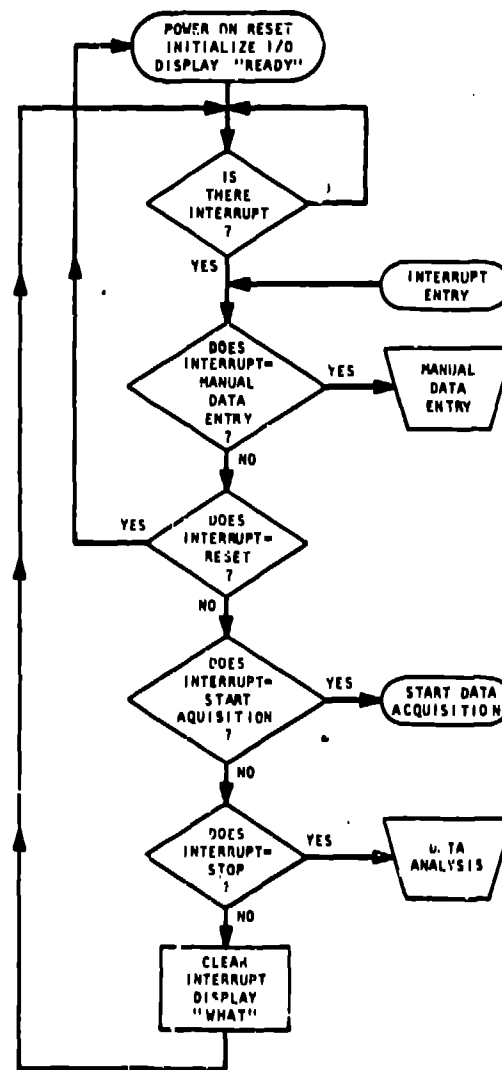 POWER ON RESET
INITIALIZE I/O
DISPLAY "READY"
IS
THERE
INTERRUPT
?
YES
INTERRUPT
ENTRY
DOES
INTERRUPT=
MANUAL
DATA
ENTRY
?
YES
MANUAL
DATA
ENTRY
NO
YES
DOES
INTERRUPT=
RESET
?
NO
DOES
INTERRUPT=
START
AQUISITION
?
YES
START DATA
ACQUISITION
NO
DOES
INTERRUPT=
STOP
?
YES
ANALYSIS
NO
CLEAR
INTERRUPT
DISPLAY
"WHAT"